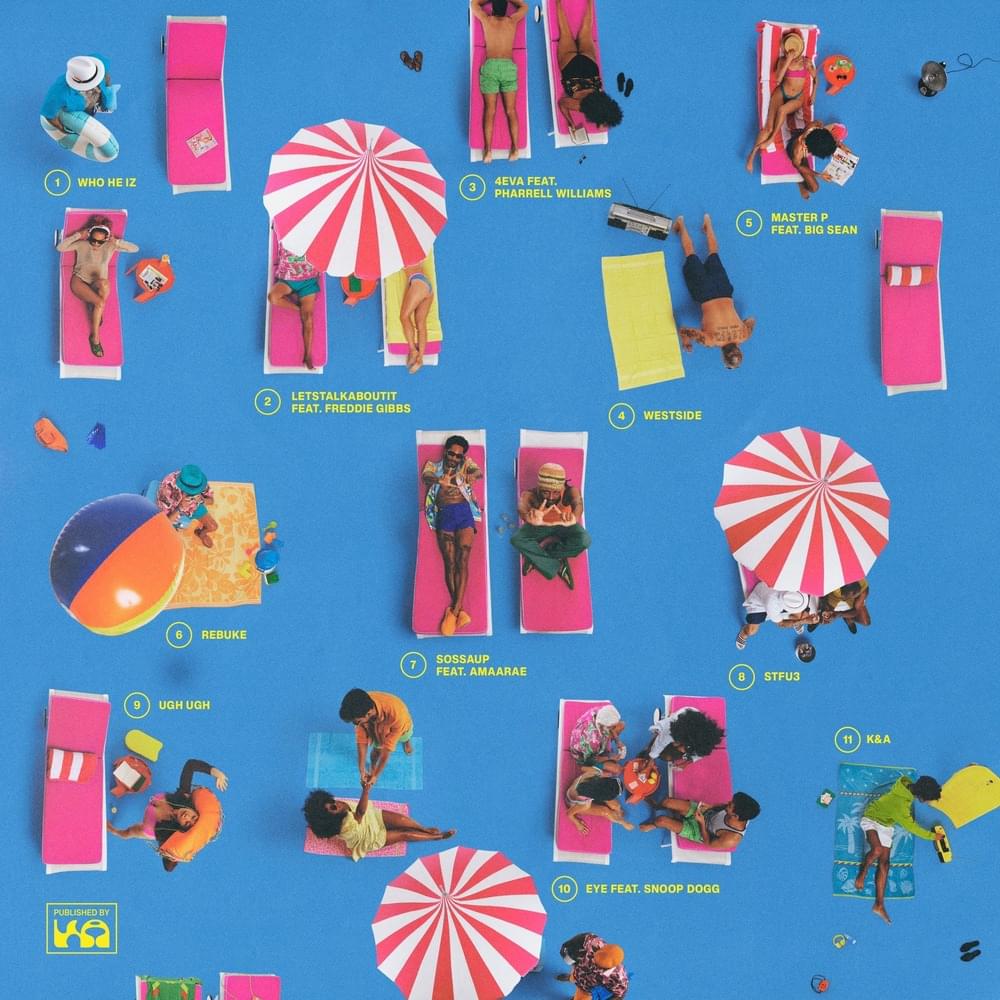 1 WHO HE IZ
2 LETSTALKABOUTIT
FEAT. FREDDIE GIBBS
3 4EVA FEAT.
PHARRELL WILLIAMS
4 WESTSIDE
5 MASTER P
FEAT. BIG SEAN
6 REBUKE
7 SOSSAUP
FEAT. AMAARAE
8 STFU3
9 UGH UGH
10 EYE FEAT. SNOOP DOGG
11 K&A
PUBLISHED BY
KA